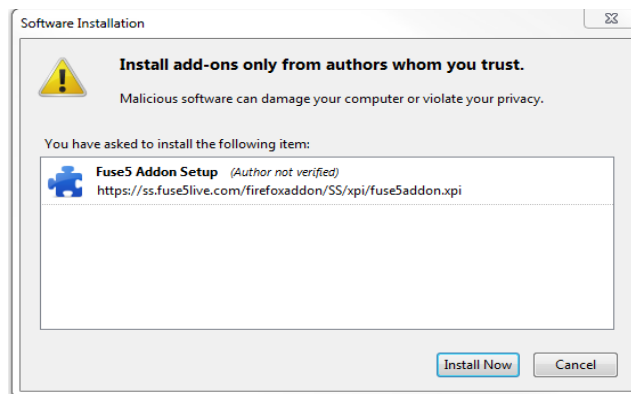 Software Installation
Install add-ons only from authors whom you trust.
Malicious software can damage your computer or violate your privacy.
You have asked to install the following item:
Fuse5 Addon Setup (Author not verified)
https://ss.fuse5live.com/firefoxaddon/SS/xpi/fuse5addon.xpi
Install Now Cancel